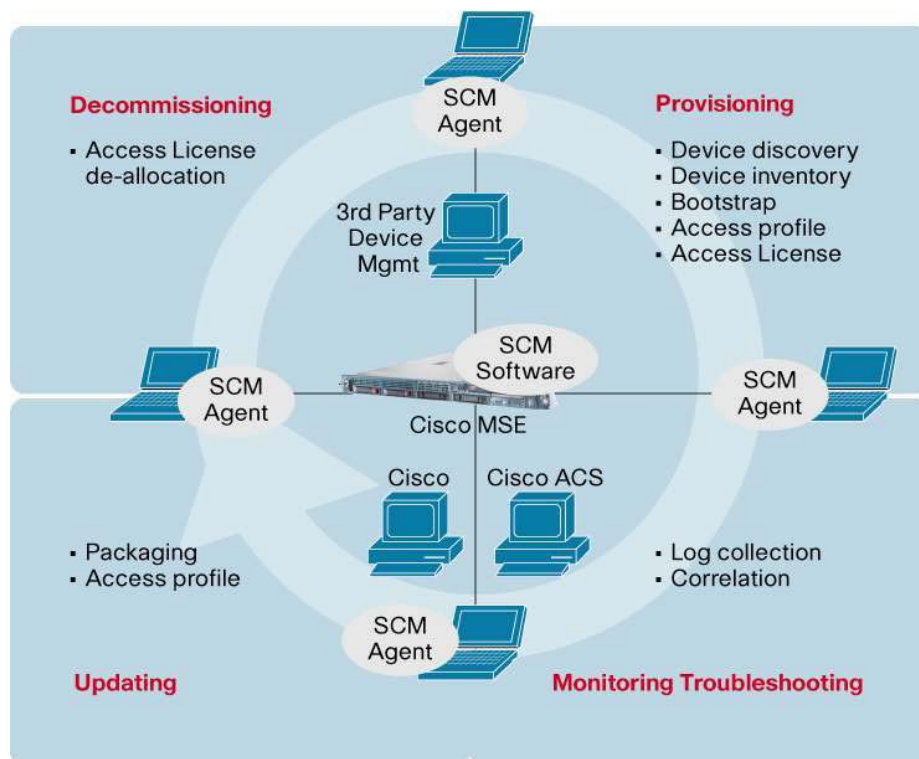 SCM
Agent
Decommissioning
▪ Access License
de-allocation
Provisioning
▪ Device discovery
▪ Device inventory
▪ Bootstrap
▪ Access profile
▪ Access License
3rd Party
Device
Mgmt
SCM
Software
SCM
Agent
Cisco MSE
SCM
Agent
Cisco
Cisco ACS
▪ Packaging
▪ Access profile
▪ Log collection
▪ Correlation
SCM
Agent
Updating
Monitoring Troubleshooting